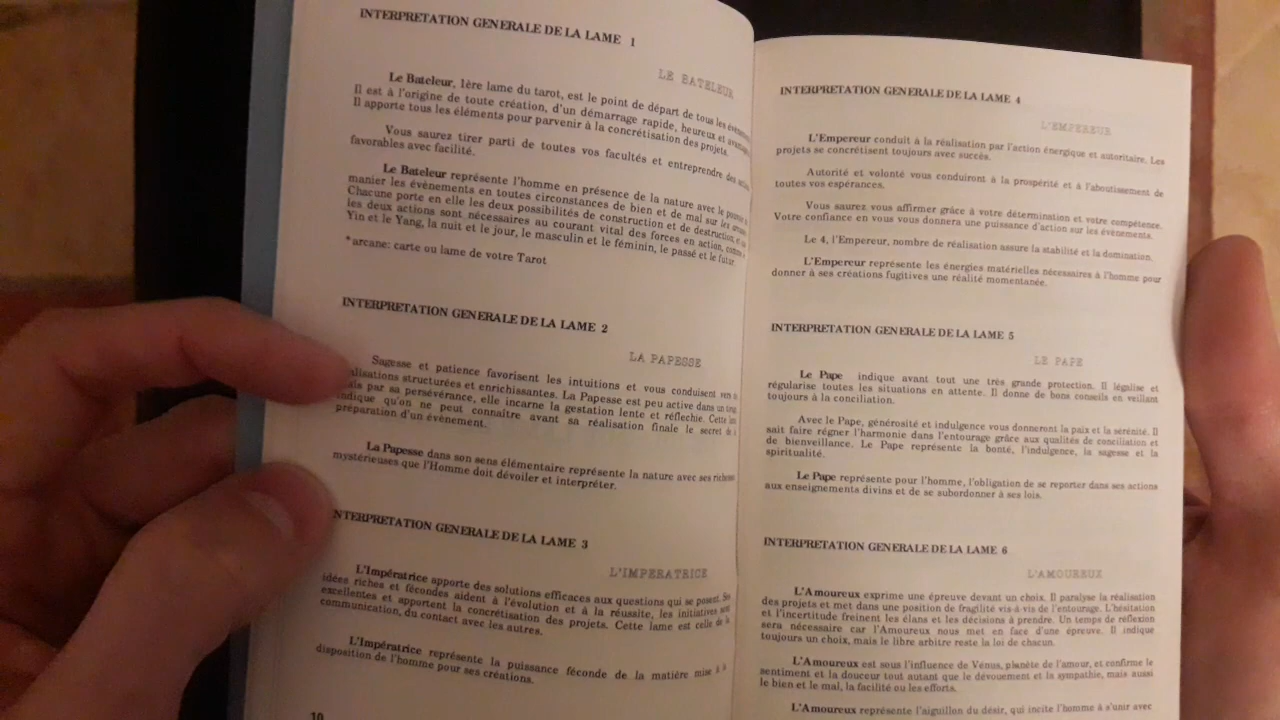 INTERPRETATION GENERALE DE LA LAME 1
LE BATELEUR
Le Bateleur, 1ère lame du tarot, est le point de départ de tous les
Il est à l'origine de toute création, d'un démarrage rapide, heureux et
Il apporte tous les éléments pour parvenir à la concrétisation des projets.
Vous saurez tirer parti de toutes vos facultés et entreprendre des
favorables avec facilité.
Le Bateleur représente l'homme en présence de la nature avec le
manier les événements en toutes circonstances de bien et de mal sur les
Chacune porte en elle les deux possibilités de construction et de destruction,
les deux actions sont nécessaires au courant vital des forces en action,
Yin et le Yang, la nuit et le jour, le masculin et le féminin, le passé et le futur.
*arcane: carte ou lame de votre Tarot
INTERPRETATION GENERALE DE LA LAME 2
LA PAPESSE
Sagesse et patience favorisent les intuitions et vous conduisent
structurées et enrichissantes. La Papesse est peu active dans un
par sa persévérance, elle incarne la gestation lente et réflechie. Cette
indique qu'on ne peut connaître avant sa réalisation finale le secret de
préparation d'un évènement.
La Papesse dans son sens élémentaire représente la nature avec ses
mystérieuses que l'Homme doit dévoiler et interpréter.
INTERPRETATION GENERALE DE LA LAME 3
L'IMPERATRICE
L'Impératrice apporte des solutions efficaces aux questions qui se posent. Ses
idées riches et fécondes aident à l'évolution et à la réussite, les initiatives sont
excellentes et apportent la concrétisation des projets. Cette lame est celle de la
communication, du contact avec les autres.
L'Impératrice représente la puissance féconde de la matière mise à la
disposition de l'homme pour ses créations.
10
INTERPRETATION GENERALE DE LA LAME 4
L'EMPEREUR
L'Empereur conduit à la réalisation par l'action énergique et autoritaire. Les
projets se concrétisent toujours avec succès.
Autorité et volonté vous conduiront à la prospérité et à l'aboutissement de
toutes vos espérances.
Vous saurez vous affirmer grâce à votre détermination et votre compétence.
Votre confiance en vous vous donnera une puissance d'action sur les évènements.
Le 4, l'Empereur, nombre de réalisation assure la stabilité et la domination.
L'Empereur représente les énergies matérielles nécessaires à l'homme pour
donner à ses créations fugitives une réalité momentanée.
INTERPRETATION GENERALE DE LA LAME 5
LE PAPE
Le Pape indique avant tout une très grande protection. Il légalise et
régularise toutes les situations en attente. Il donne de bons conseils en veillant
toujours à la conciliation.
Avec le Pape, générosité et indulgence vous donneront la paix et la sérénité. Il
sait faire régner l'harmonie dans l'entourage grâce aux qualités de conciliation et
de bienveillance. Le Pape représente la bonté, l'indulgence, la sagesse et la
spiritualité.
Le Pape représente pour l'homme, l'obligation de se reporter dans ses actions
aux enseignements divins et de se subordonner à ses lois.
INTERPRETATION GENERALE DE LA LAME 6
L'AMOUREUX
L'Amoureux exprime une épreuve devant un choix. Il paralyse la réalisation
des projets et met dans une position de fragilité vis-à-vis de l'entourage. L'hésitation
et l'incertitude freinent les élans et les décisions à prendre. Un temps de réflexion
sera nécessaire car l'Amoureux nous met en face d'une épreuve. Il indique
toujours un choix, mais le libre arbitre reste la loi de chacun.
L'Amoureux est sous l'influence de Vénus, planète de l'amour, et confirme le
sentiment et la douceur tout autant que le dévouement et la sympathie, mais aussi
le bien et le mal, la facilité ou les efforts.
L'Amoureux représente l'aiguillon du désir, qui incite l'homme à s'unir avec